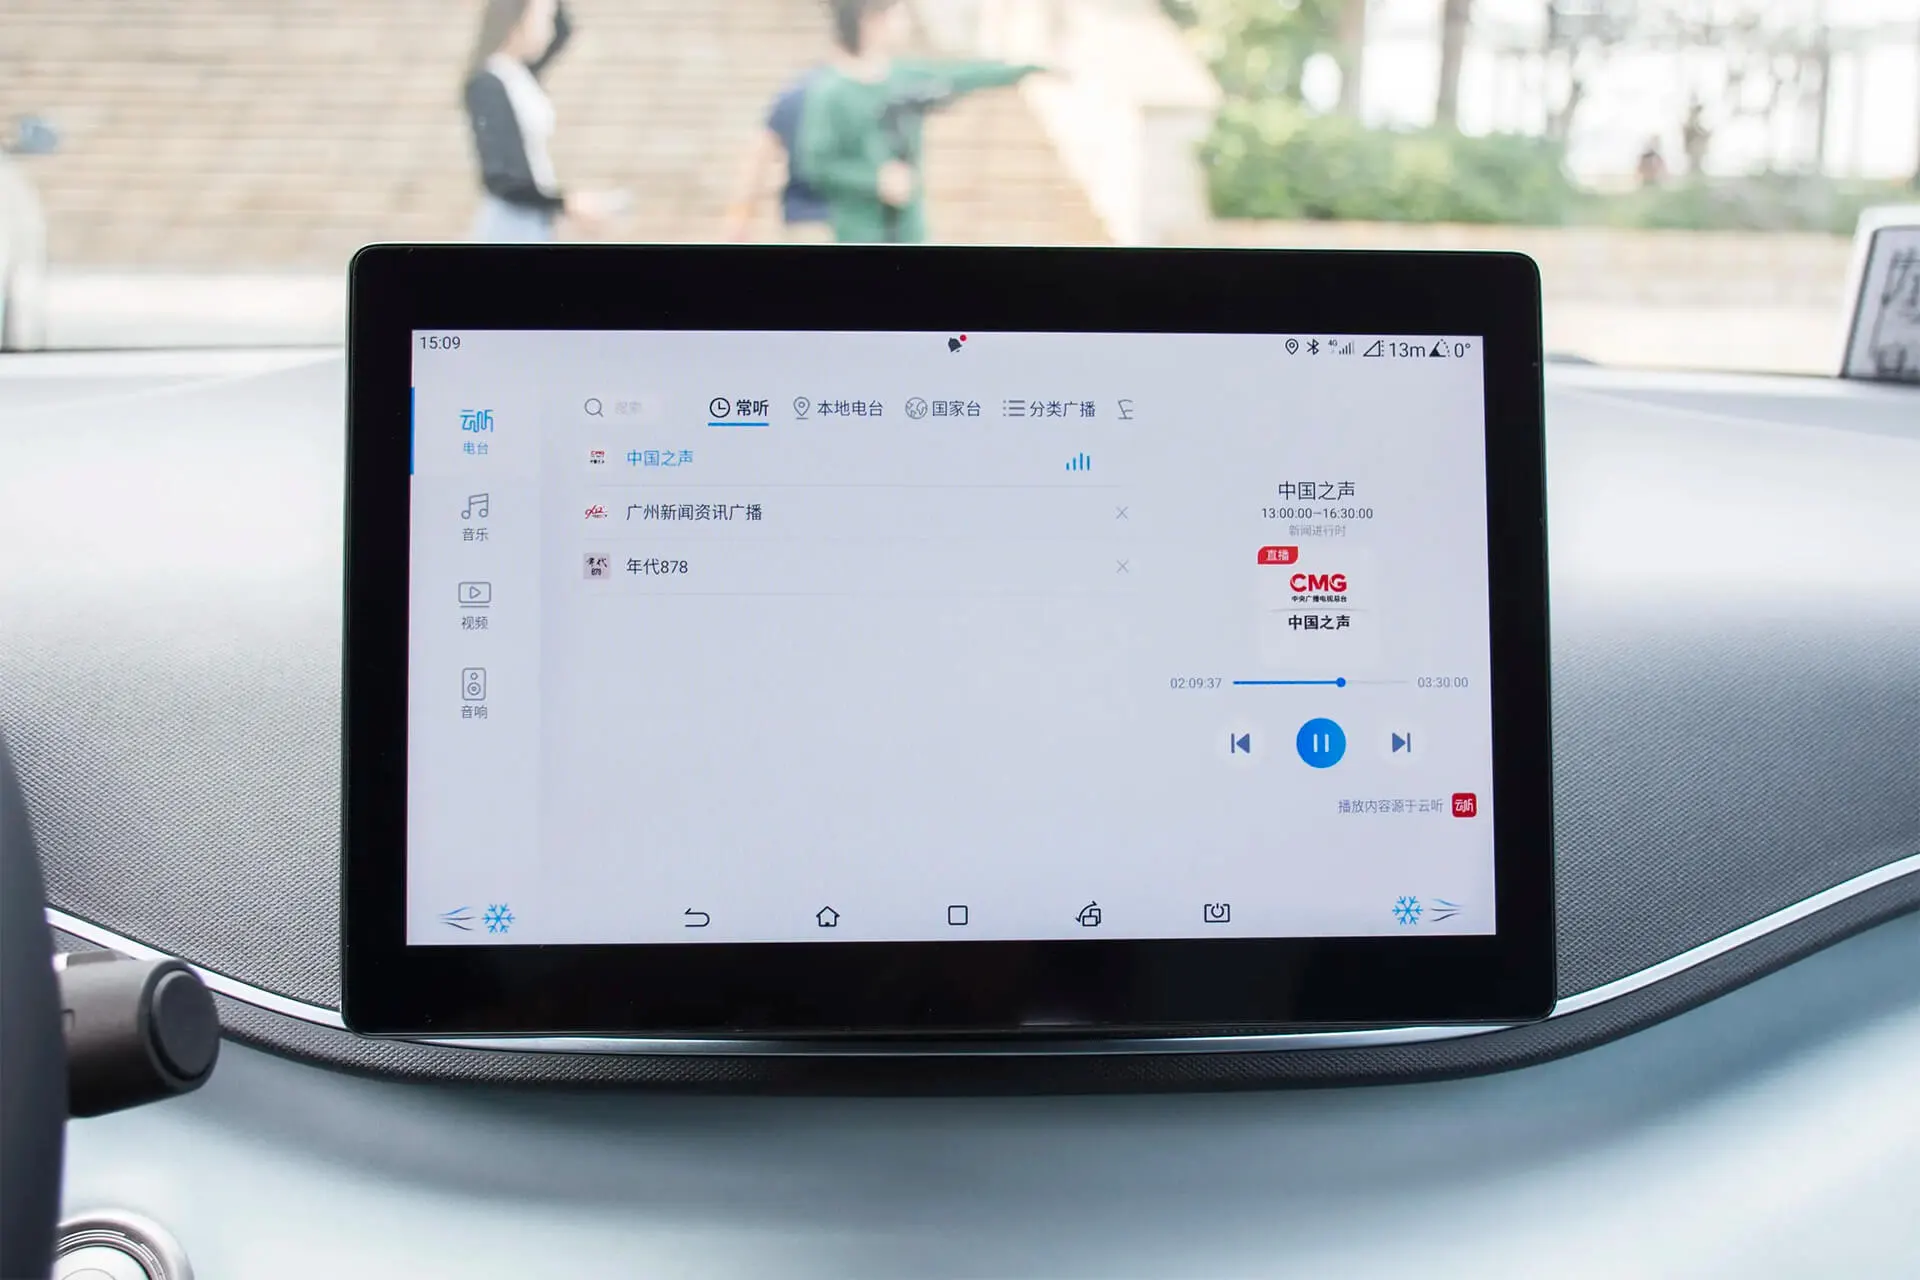 15:09
4G
13m
0°
云听
电台
音乐
视频
音响
搜索
常听
本地电台
国家台
分类广播
中国之声
广州新闻资讯广播
年代878
中国之声
13:00:00-16:30:00
新闻进行时
直播
CMG
中央广播电视总台
中国之声
02:09:37
03:30:00
播放内容源于云听
云听